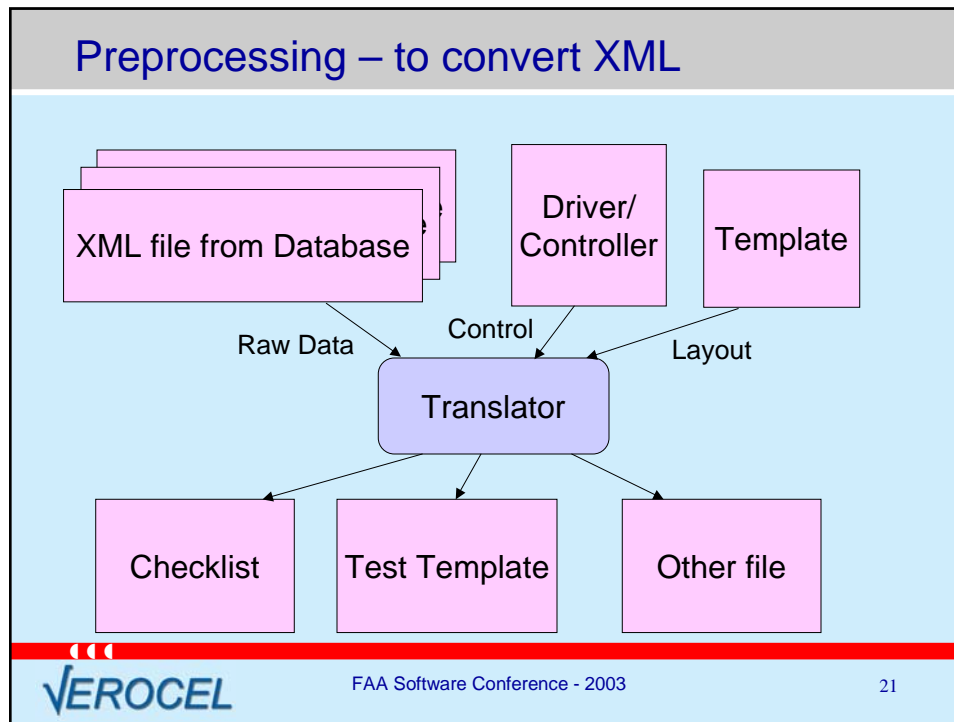 Preprocessing – to convert XML
XML file from Database
Driver/
Controller
Template
Raw Data
Control
Layout
Translator
Checklist
Test Template
Other file
VEROCEL
FAA Software Conference - 2003
21